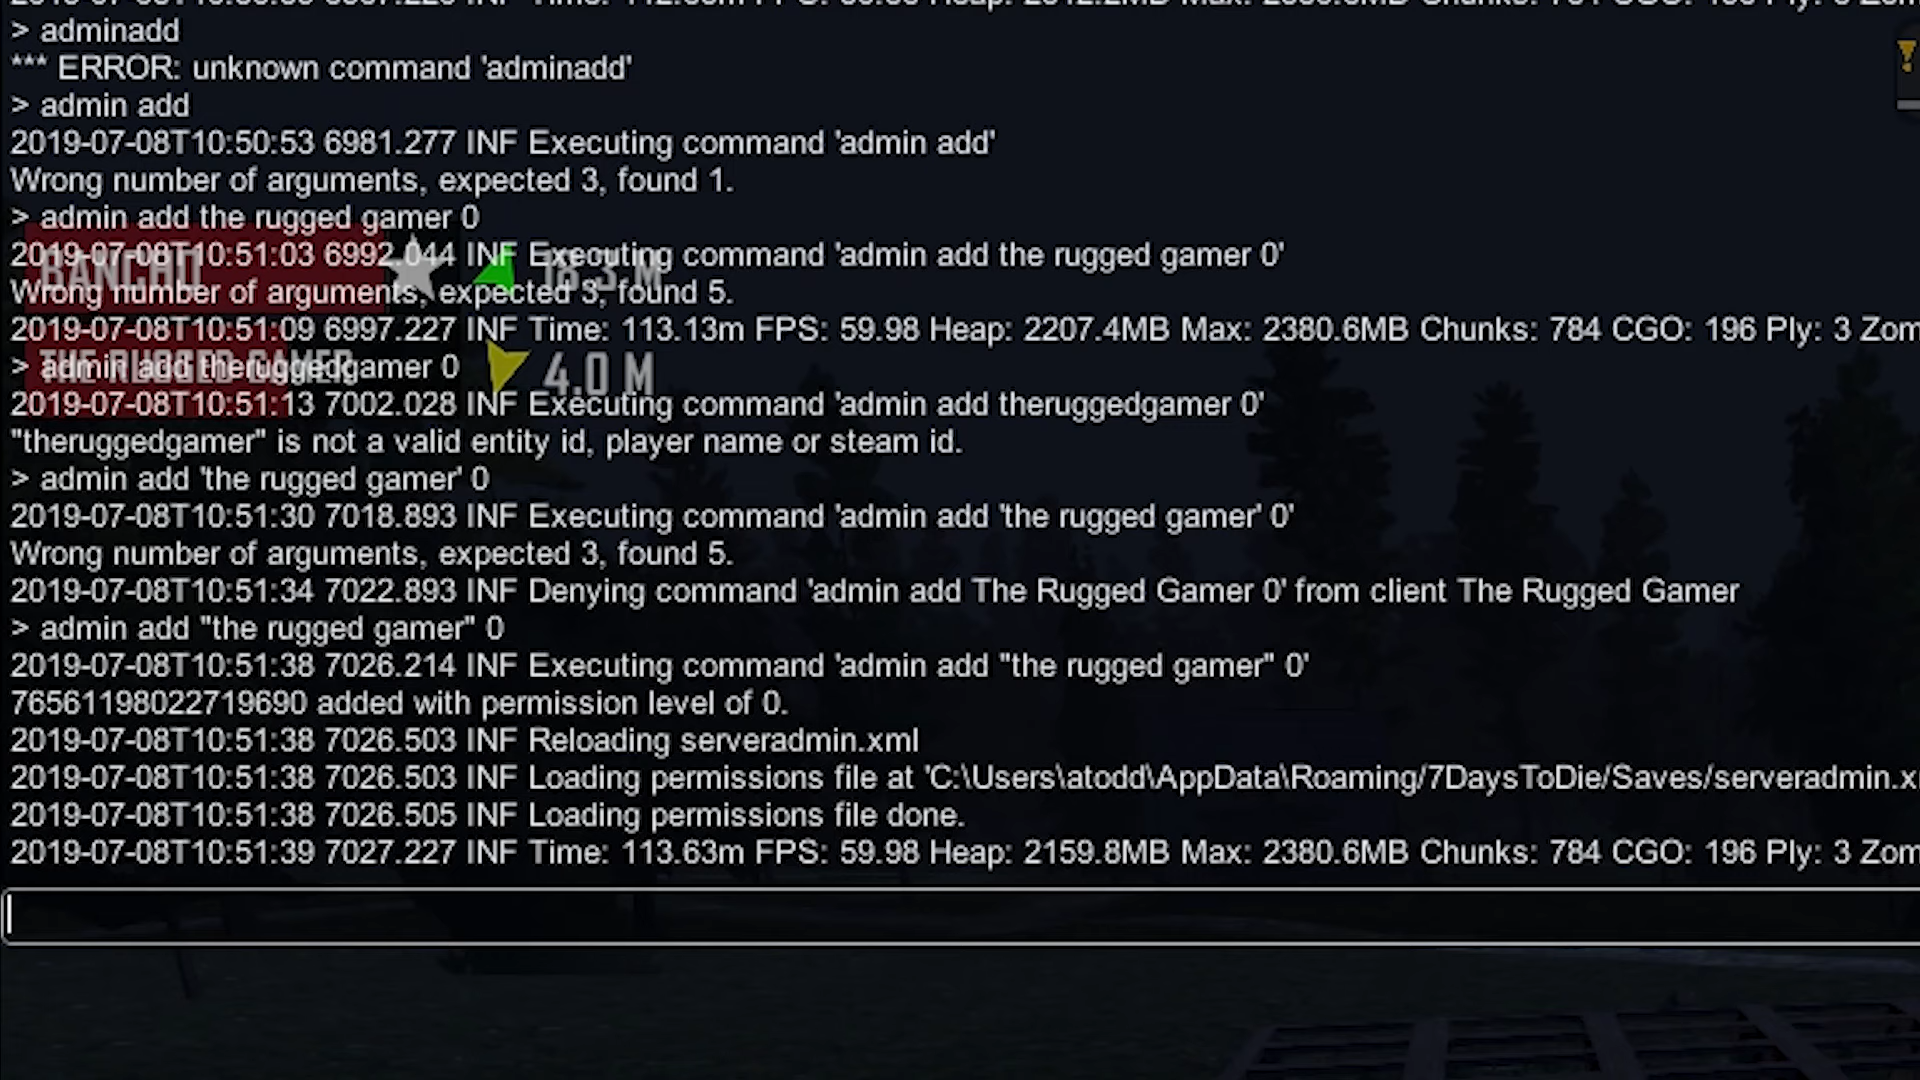 > adminadd
*** ERROR: unknown command 'adminadd'
> admin add
2019-07-08T10:50:53 6981.277 INF Executing command 'admin add'
Wrong number of arguments, expected 3, found 1.
> admin add the rugged gamer 0
2019-07-08T10:51:03 6992.044 INF Executing command 'admin add the rugged gamer 0'
BANCHO 18.3 M
Wrong number of arguments, expected 3, found 5.
2019-07-08T10:51:09 6997.227 INF Time: 113.13m FPS: 59.98 Heap: 2207.4MB Max: 2380.6MB Chunks: 784 CGO: 196 Ply: 3 Zom
> admin add theruggedgamer 0
THE RUGGED GAMER 4.0 M
2019-07-08T10:51:13 7002.028 INF Executing command 'admin add theruggedgamer 0'
"theruggedgamer" is not a valid entity id, player name or steam id.
> admin add 'the rugged gamer' 0
2019-07-08T10:51:30 7018.893 INF Executing command 'admin add 'the rugged gamer' 0'
Wrong number of arguments, expected 3, found 5.
2019-07-08T10:51:34 7022.893 INF Denying command 'admin add The Rugged Gamer 0' from client The Rugged Gamer
> admin add "the rugged gamer" 0
2019-07-08T10:51:38 7026.214 INF Executing command 'admin add "the rugged gamer" 0'
76561198022719690 added with permission level of 0.
2019-07-08T10:51:38 7026.503 INF Reloading serveradmin.xml
2019-07-08T10:51:38 7026.503 INF Loading permissions file at 'C:\Users\atodd\AppData\Roaming/7DaysToDie/Saves/serveradmin.x
2019-07-08T10:51:38 7026.505 INF Loading permissions file done.
2019-07-08T10:51:39 7027.227 INF Time: 113.63m FPS: 59.98 Heap: 2159.8MB Max: 2380.6MB Chunks: 784 CGO: 196 Ply: 3 Zom